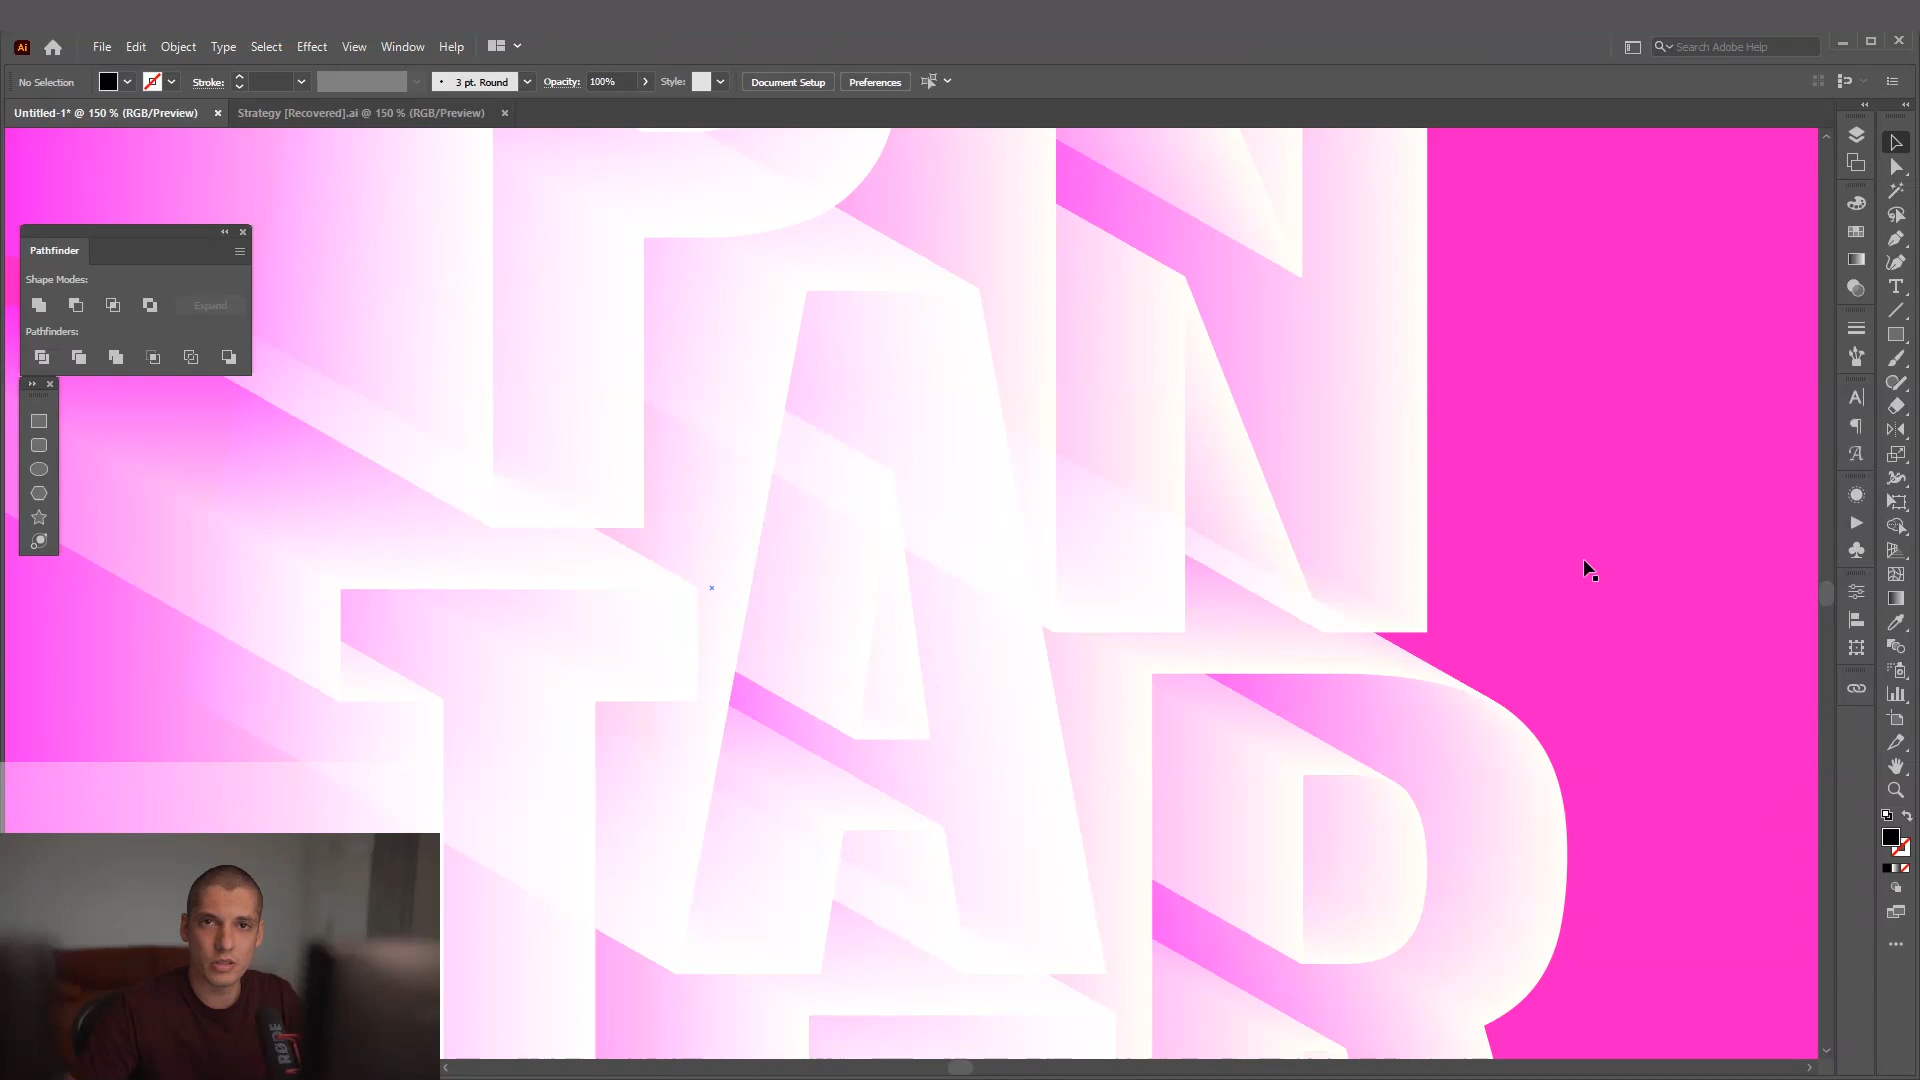 Ai File Edit Object Type Select Effect View Window Help Search Adobe Help
No Selection Stroke: 3 pt. Round Opacity: 100% Style: Document Setup Preferences
Untitled-1* @ 150 % (RGB/Preview) × Strategy [Recovered].ai @ 150 % (RGB/Preview) ×
Pathfinder
Shape Modes:
Expand
Pathfinders:
P N
T A R
RØDE